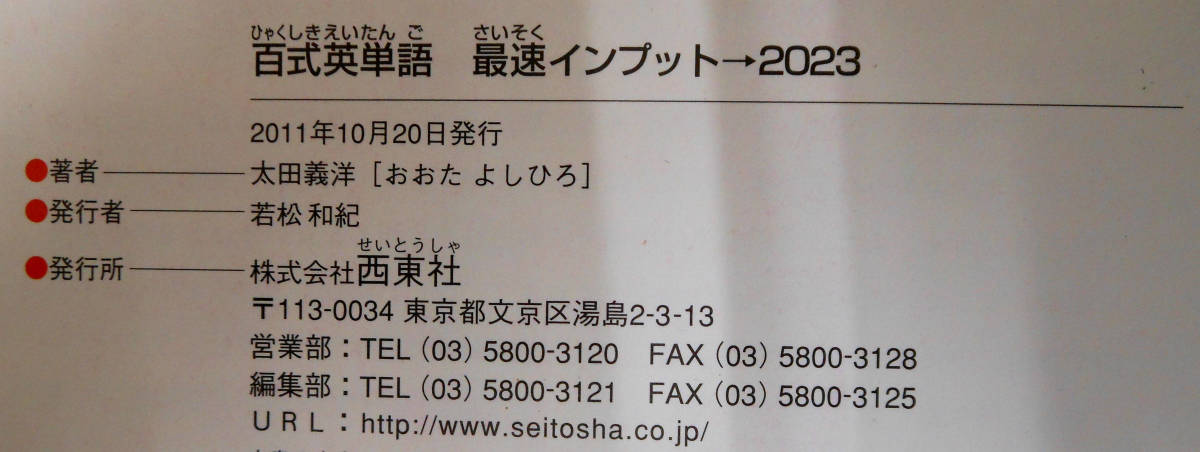 ひゃくしきえいたん ご さいそく
百式英単語 最速インプット→2023
2011年10月20日発行
●著者 太田義洋［おおた よしひろ］
●発行者 若松 和紀
せいとうしゃ
●発行所 株式会社西東社
〒113-0034 東京都文京区湯島2-3-13
営業部：TEL（03）5800-3120 FAX（03）5800-3128
編集部：TEL（03）5800-3121 FAX（03）5800-3125
URL：http://www.seitosha.co.jp/